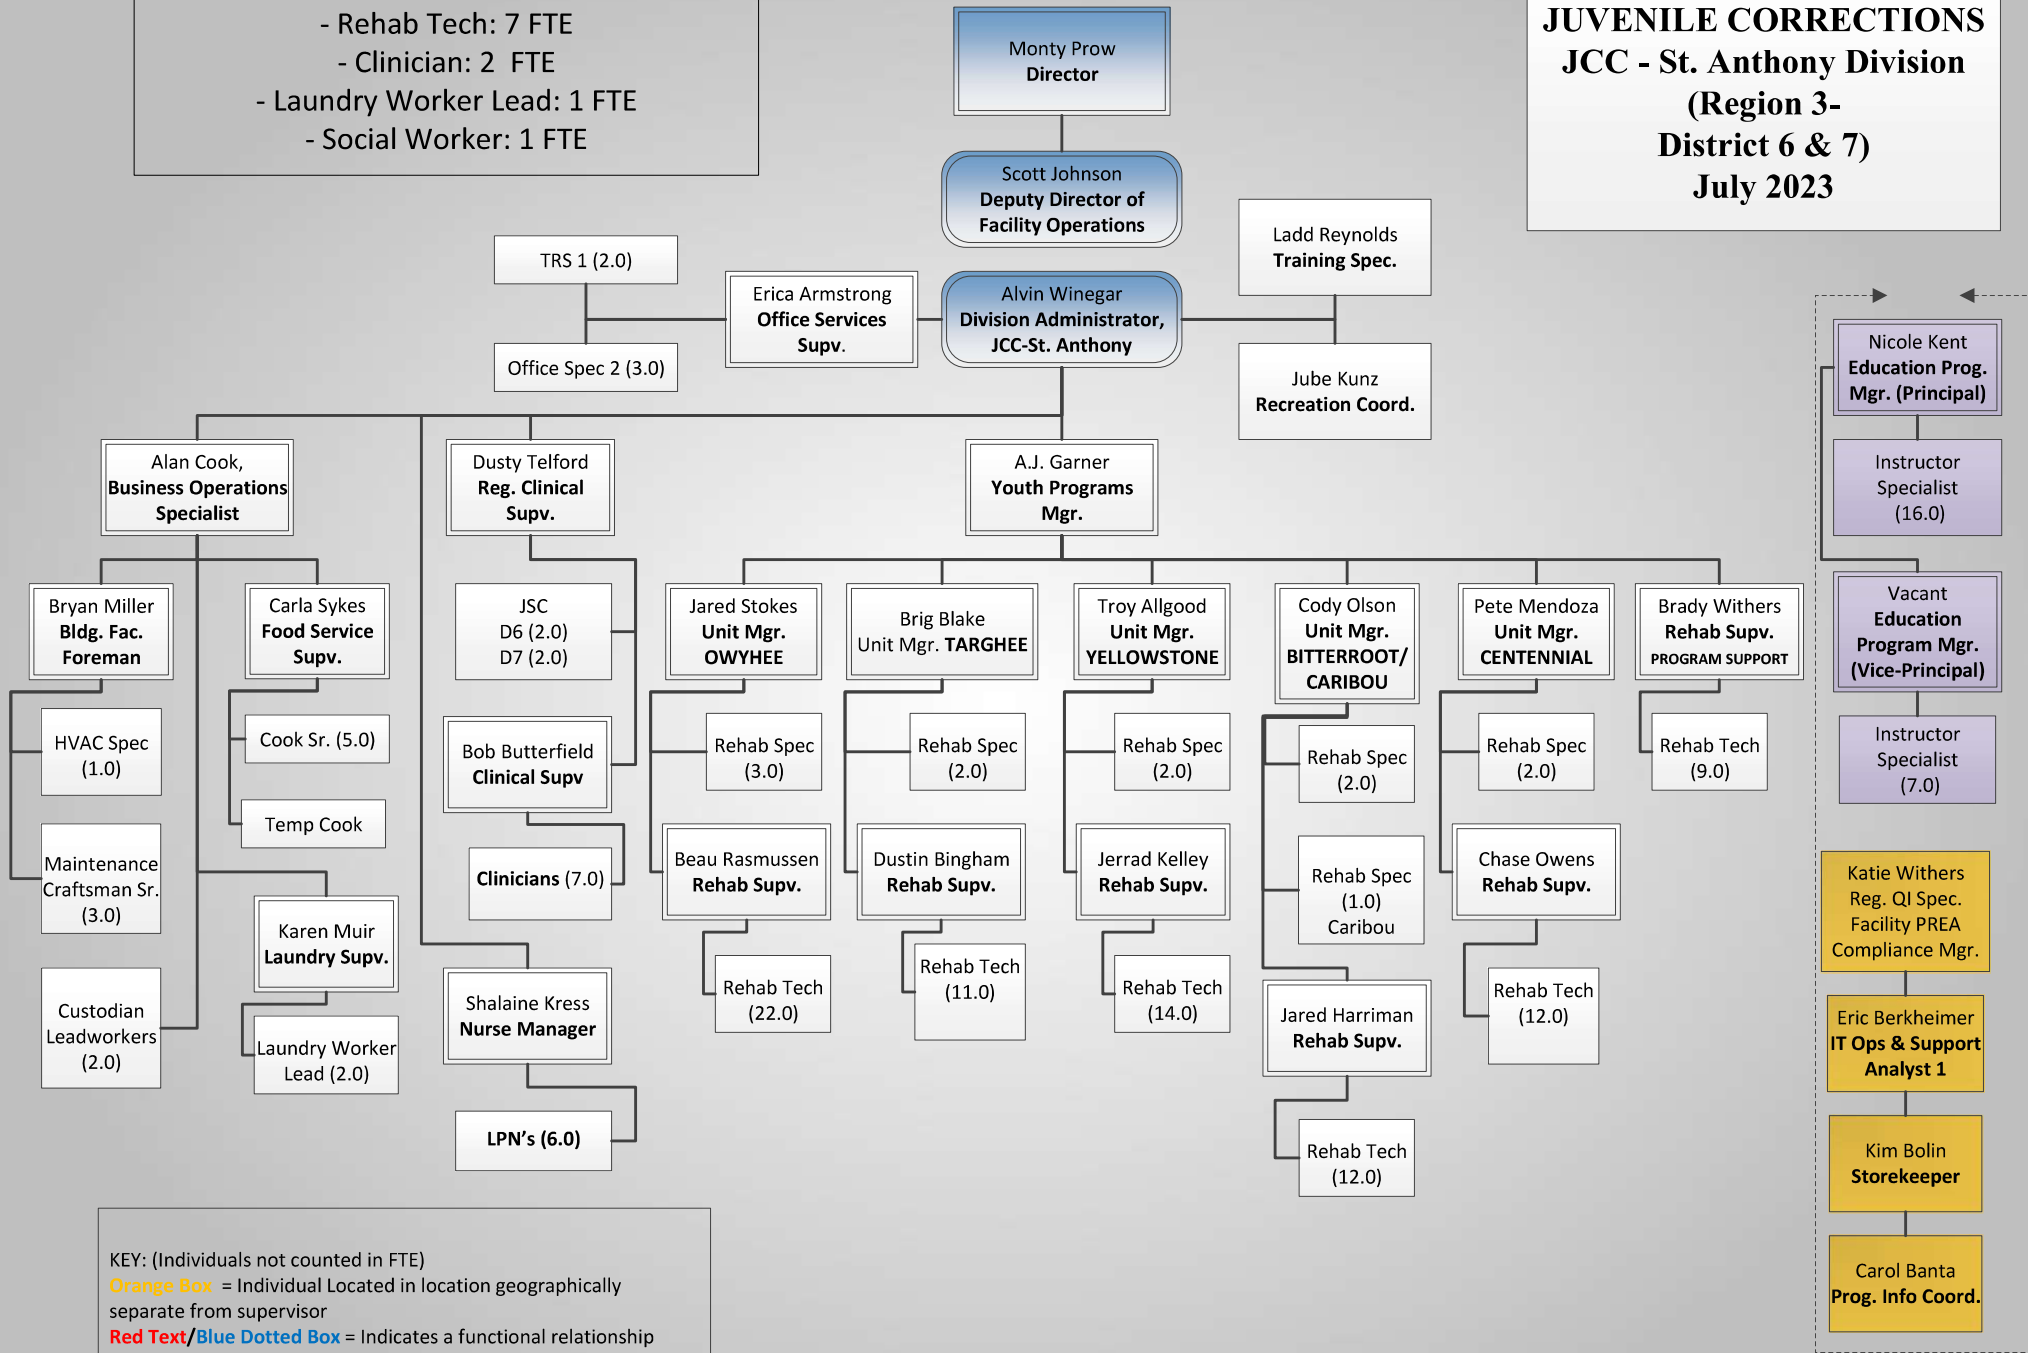 - Rehab Tech: 7 FTE
- Clinician: 2 FTE
- Laundry Worker Lead: 1 FTE
- Social Worker: 1 FTE
Monty Prow
Director
JUVENILE CORRECTIONS
JCC - St. Anthony Division
(Region 3-
District 6 & 7)
July 2023
Scott Johnson
Deputy Director of
Facility Operations
TRS 1 (2.0)
Office Spec 2 (3.0)
Erica Armstrong
Office Services
Supv.
Alvin Winegar
Division Administrator,
JCC-St. Anthony
Ladd Reynolds
Training Spec.
Jube Kunz
Recreation Coord.
Alan Cook,
Business Operations
Specialist
Dusty Telford
Reg. Clinical
Supv.
A.J. Garner
Youth Programs
Mgr.
Bryan Miller
Bldg. Fac.
Foreman
HVAC Spec
(1.0)
Maintenance
Craftsman Sr.
(3.0)
Custodian
Leadworkers
(2.0)
Carla Sykes
Food Service
Supv.
Cook Sr. (5.0)
Temp Cook
Karen Muir
Laundry Supv.
Laundry Worker
Lead (2.0)
JSC
D6 (2.0)
D7 (2.0)
Bob Butterfield
Clinical Supv
Clinicians (7.0)
Shalaine Kress
Nurse Manager
LPN’s (6.0)
Jared Stokes
Unit Mgr.
OWYHEE
Rehab Spec
(3.0)
Beau Rasmussen
Rehab Supv.
Rehab Tech
(22.0)
Brig Blake
Unit Mgr. TARGHEE
Rehab Spec
(2.0)
Dustin Bingham
Rehab Supv.
Rehab Tech
(11.0)
Troy Allgood
Unit Mgr.
YELLOWSTONE
Rehab Spec
(2.0)
Jerrad Kelley
Rehab Supv.
Rehab Tech
(14.0)
Cody Olson
Unit Mgr.
BITTERROOT/
CARIBOU
Rehab Spec
(2.0)
Rehab Spec
(1.0)
Caribou
Jared Harriman
Rehab Supv.
Rehab Tech
(12.0)
Pete Mendoza
Unit Mgr.
CENTENNIAL
Rehab Spec
(2.0)
Chase Owens
Rehab Supv.
Rehab Tech
(12.0)
Brady Withers
Rehab Supv.
PROGRAM SUPPORT
Rehab Tech
(9.0)
Nicole Kent
Education Prog.
Mgr. (Principal)
Instructor
Specialist
(16.0)
Vacant
Education
Program Mgr.
(Vice-Principal)
Instructor
Specialist
(7.0)
Katie Withers
Reg. QI Spec.
Facility PREA
Compliance Mgr.
Eric Berkheimer
IT Ops & Support
Analyst 1
Kim Bolin
Storekeeper
Carol Banta
Prog. Info Coord.
KEY: (Individuals not counted in FTE)
Orange Box = Individual Located in location geographically
separate from supervisor
Red Text/Blue Dotted Box = Indicates a functional relationship